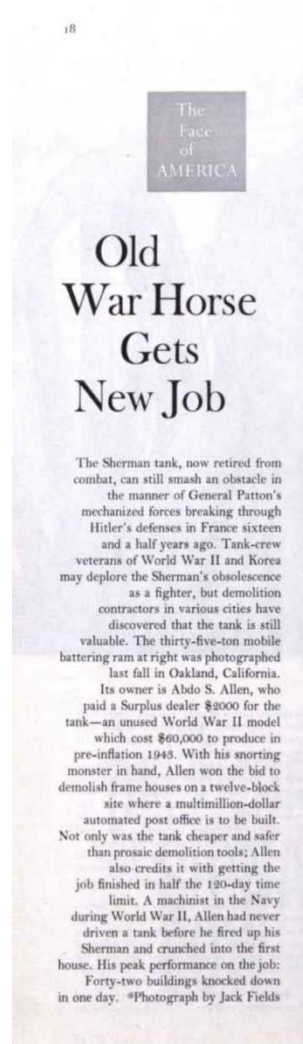 18
The
Face
of
AMERICA
Old
War Horse
Gets
New Job
The Sherman tank, now retired from
combat, can still smash an obstacle in
the manner of General Patton's
mechanized forces breaking through
Hitler's defenses in France sixteen
and a half years ago. Tank-crew
veterans of World War II and Korea
may deplore the Sherman's obsolescence
as a fighter, but demolition
contractors in various cities have
discovered that the tank is still
valuable. The thirty-five-ton mobile
battering ram at right was photographed
last fall in Oakland, California.
Its owner is Abdo S. Allen, who
paid a Surplus dealer $2000 for the
tank—an unused World War II model
which cost $60,000 to produce in
pre-inflation 1943. With his snorting
monster in hand, Allen won the bid to
demolish frame houses on a twelve-block
site where a multimillion-dollar
automated post office is to be built.
Not only was the tank cheaper and safer
than prosaic demolition tools; Allen
also credits it with getting the
job finished in half the 120-day time
limit. A machinist in the Navy
during World War II, Allen had never
driven a tank before he fired up his
Sherman and crunched into the first
house. His peak performance on the job:
Forty-two buildings knocked down
in one day. *Photograph by Jack Fields